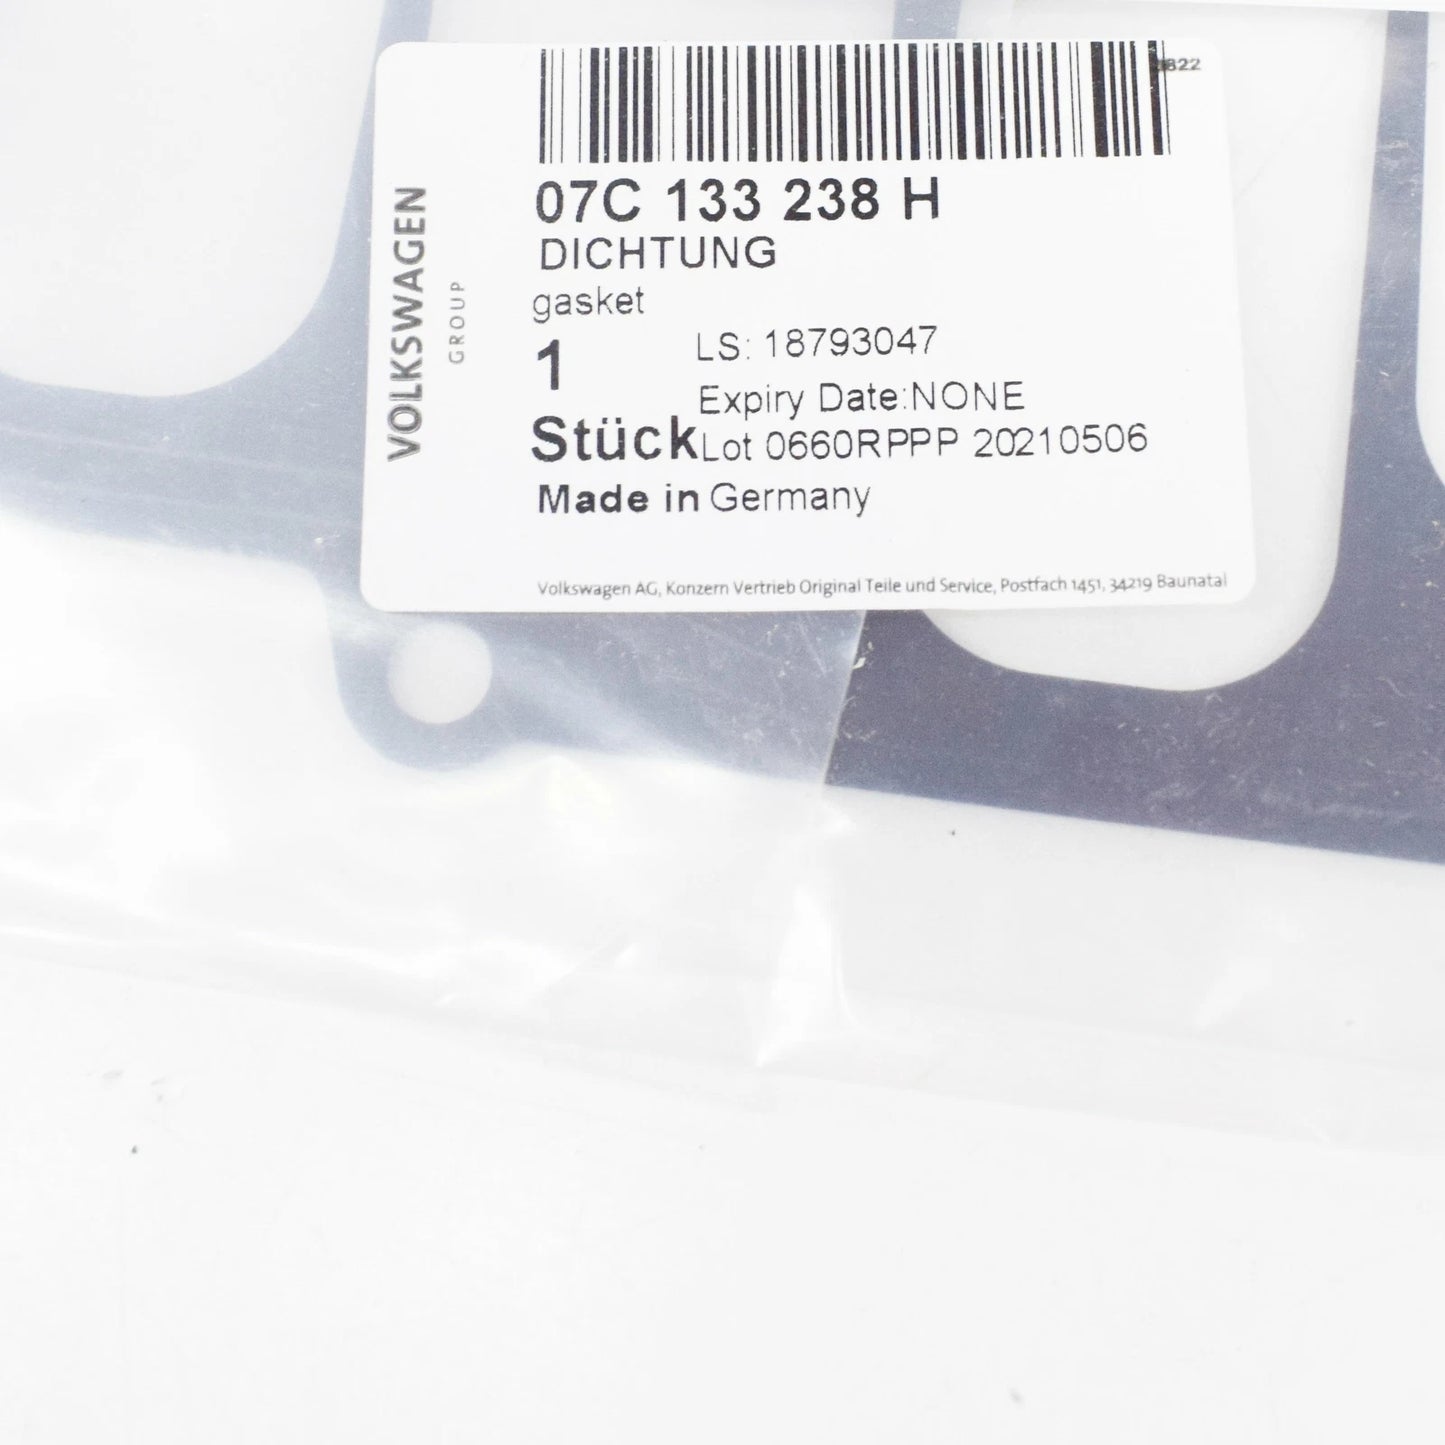 VOLKSWAGEN
GROUP
07C 133 238 H
DICHTUNG
gasket
1
LS: 18793047
Expiry Date:NONE
Stück
Lot 0660RPPP 20210506
Made in Germany
Volkswagen AG, Konzern Vertrieb Original Teile und Service, Postfach 1451, 34219 Baunatal